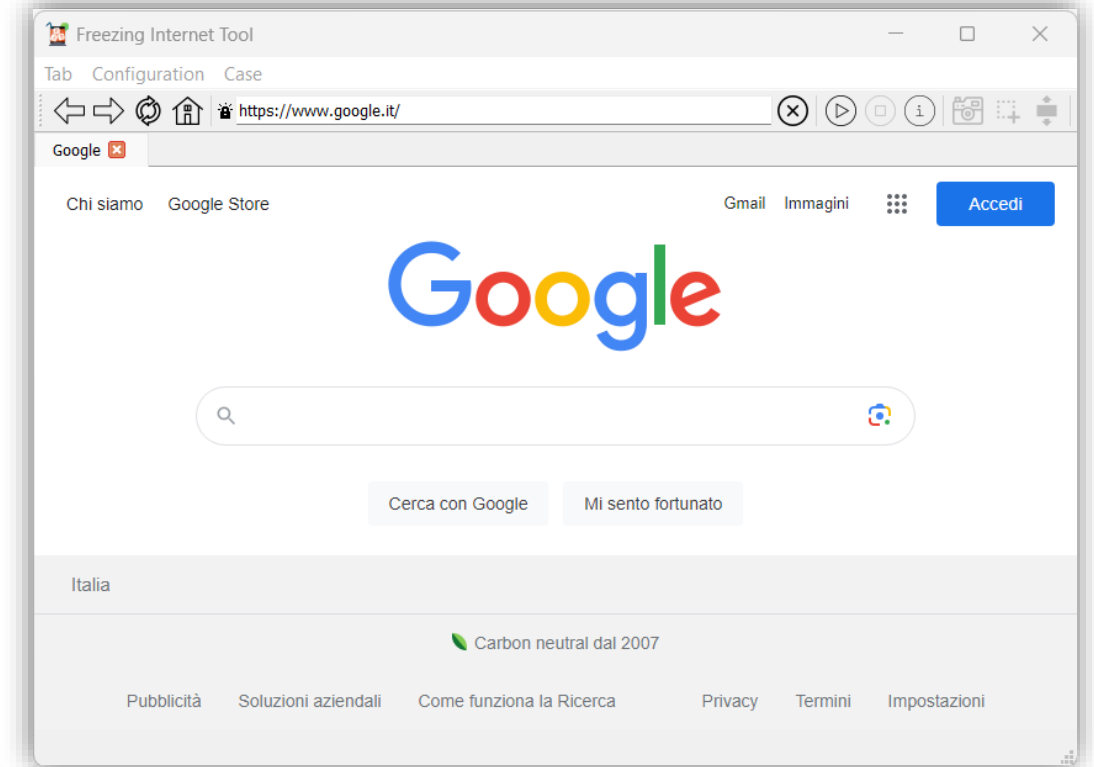 Freezing Internet Tool
Tab Configuration Case
https://www.google.it/
Google
Chi siamo Google Store Gmail Immagini Accedi
Google
Cerca con Google Mi sento fortunato
Italia
Carbon neutral dal 2007
Pubblicità Soluzioni aziendali Come funziona la Ricerca Privacy Termini Impostazioni